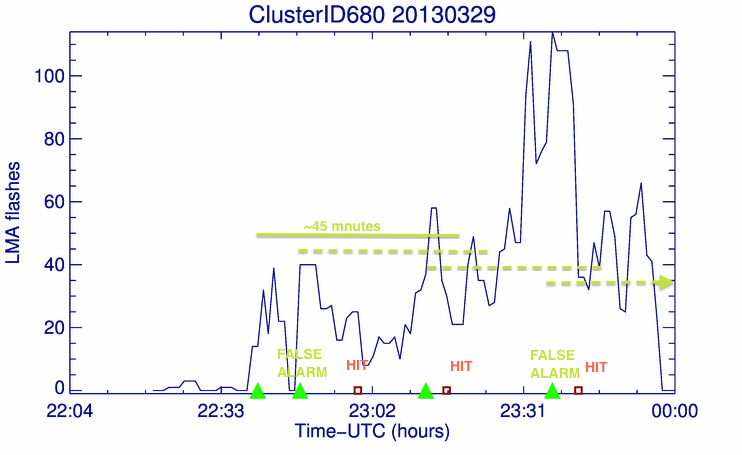 ClusterID680 20130329
LMA flashes
100
80
60
40
20
0
~45 mnutes
FALSE
ALARM
HIT
HIT
FALSE
ALARM
HIT
22:04
22:33
23:02
23:31
00:00
Time-UTC (hours)